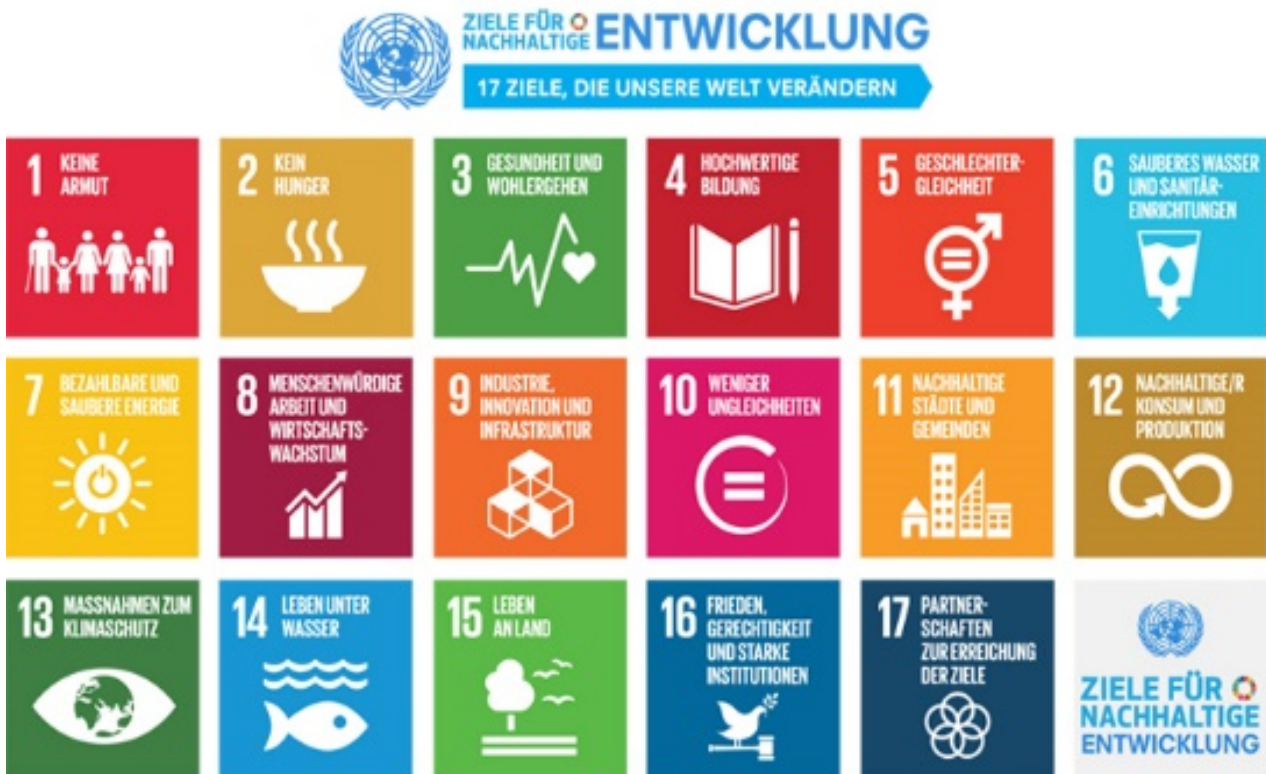 ZIELE FÜR
NACHHALTIGE ENTWICKLUNG
17 ZIELE, DIE UNSERE WELT VERÄNDERN
1 KEINE
ARMUT
2 KEIN
HUNGER
3 GESUNDHEIT UND
WOHLERGEHEN
4 HOCHWERTIGE
BILDUNG
5 GESCHLECHTER-
GLEICHHEIT
6 SAUBERES WASSER
UND SANITÄR-
EINRICHTUNGEN
7 BEZAHLBARE UND
SAUBERE ENERGIE
8 MENSCHENWÜRDIGE
ARBEIT UND
WIRTSCHAFTS-
WACHSTUM
9 INDUSTRIE,
INNOVATION UND
INFRASTRUKTUR
10 WENIGER
UNGLEICHHEITEN
11 NACHHALTIGE
STÄDTE UND
GEMEINDEN
12 NACHHALTIGE/R
KONSUM UND
PRODUKTION
13 MASSNAHMEN ZUM
KLIMASCHUTZ
14 LEBEN UNTER
WASSER
15 LEBEN
AN LAND
16 FRIEDEN,
GERECHTIGKEIT
UND STARKE
INSTITUTIONEN
17 PARTNER-
SCHAFTEN
ZUR ERREICHUNG
DER ZIELE
ZIELE FÜR
NACHHALTIGE
ENTWICKLUNG